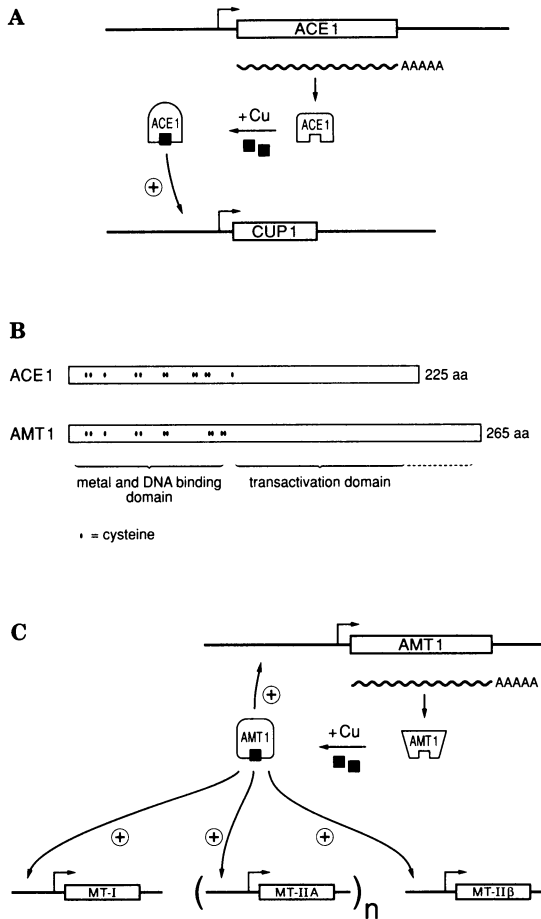 A
ACE1
AAAAA
+Cu
ACE1
ACE1
+
CUP1
B
ACE1
225 aa
AMT1
265 aa
metal and DNA binding
domain
transactivation domain
= cysteine
C
AMT1
AAAAA
+
AMT1
+Cu
AMT1
+
+
+
MT-I
( MT-IIA )n
MT-IIβ